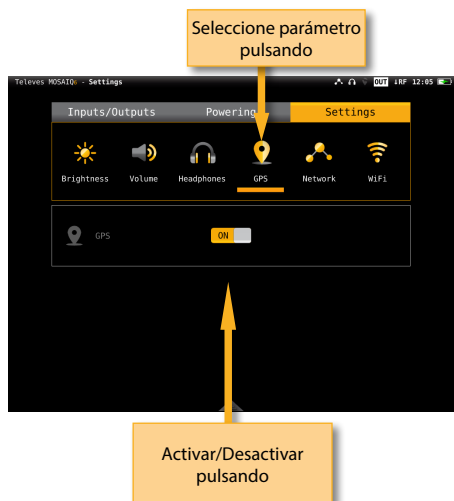 Seleccione parámetro
pulsando
Televes MOSAIQ6 - Settings
OUT ↓RF 12:05
Inputs/Outputs Powering Settings
Brightness Volume Headphones GPS Network WiFi
GPS ON
Activar/Desactivar
pulsando